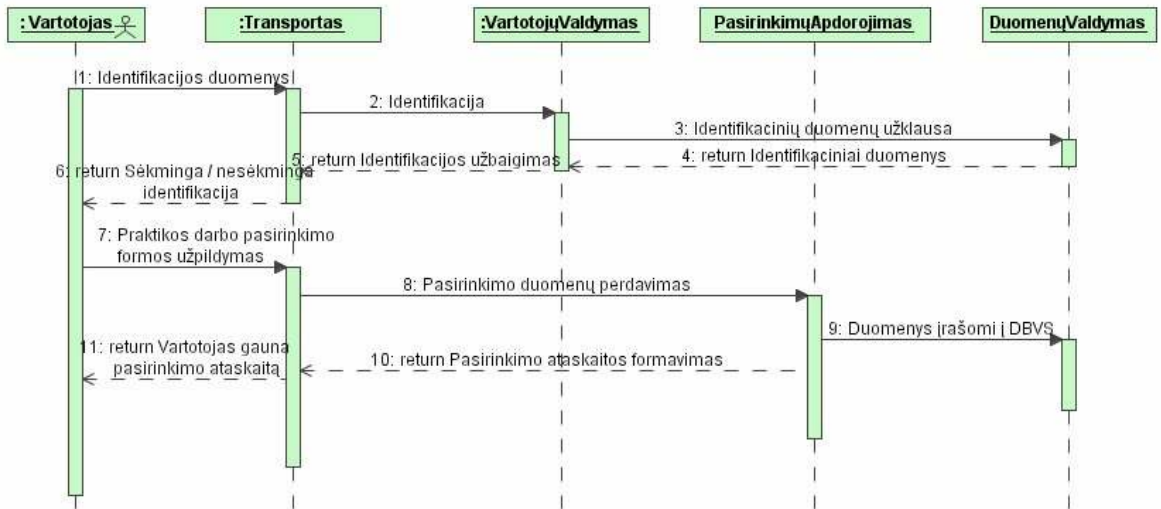 : Vartotojas
:Transportas
:VartotojųValdymas
PasirinkimųApdorojimas
DuomenųValdymas
1: Identifikacijos duomenys
2: Identifikacija
3: Identifikacinių duomenų užklausa
4: return Identifikaciniai duomenys
5: return Identifikacijos užbaigimas
6: return Sėkminga / nesėkminga
identifikacija
7: Praktikos darbo pasirinkimo
formos užpildymas
8: Pasirinkimo duomenų perdavimas
9: Duomenys įrašomi į DBVS
10: return Pasirinkimo ataskaitos formavimas
11: return Vartotojas gauna
pasirinkimo ataskaitą